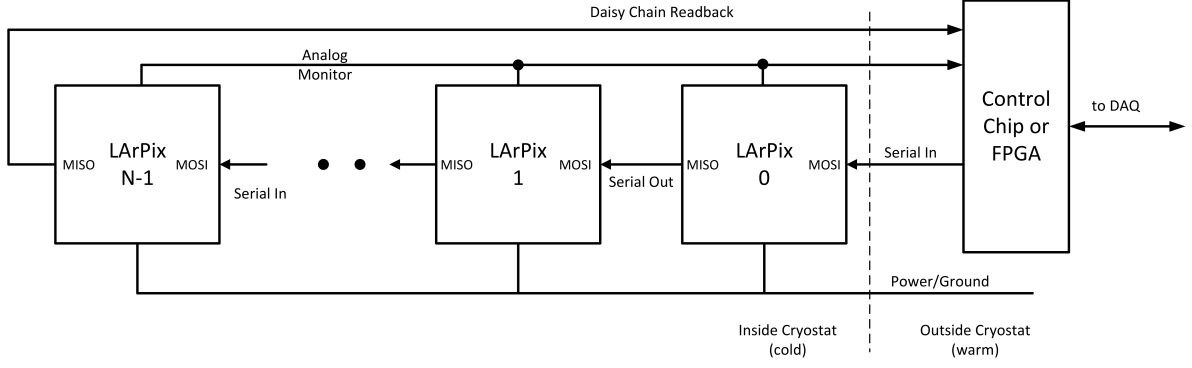 Daisy Chain Readback
Analog
Monitor
MISO
LArPix
N-1
MOSI
Serial In
MISO
LArPix
1
MOSI
Serial Out
MISO
LArPix
0
MOSI
Serial In
Control
Chip or
FPGA
to DAQ
Power/Ground
Inside Cryostat
(cold)
Outside Cryostat
(warm)